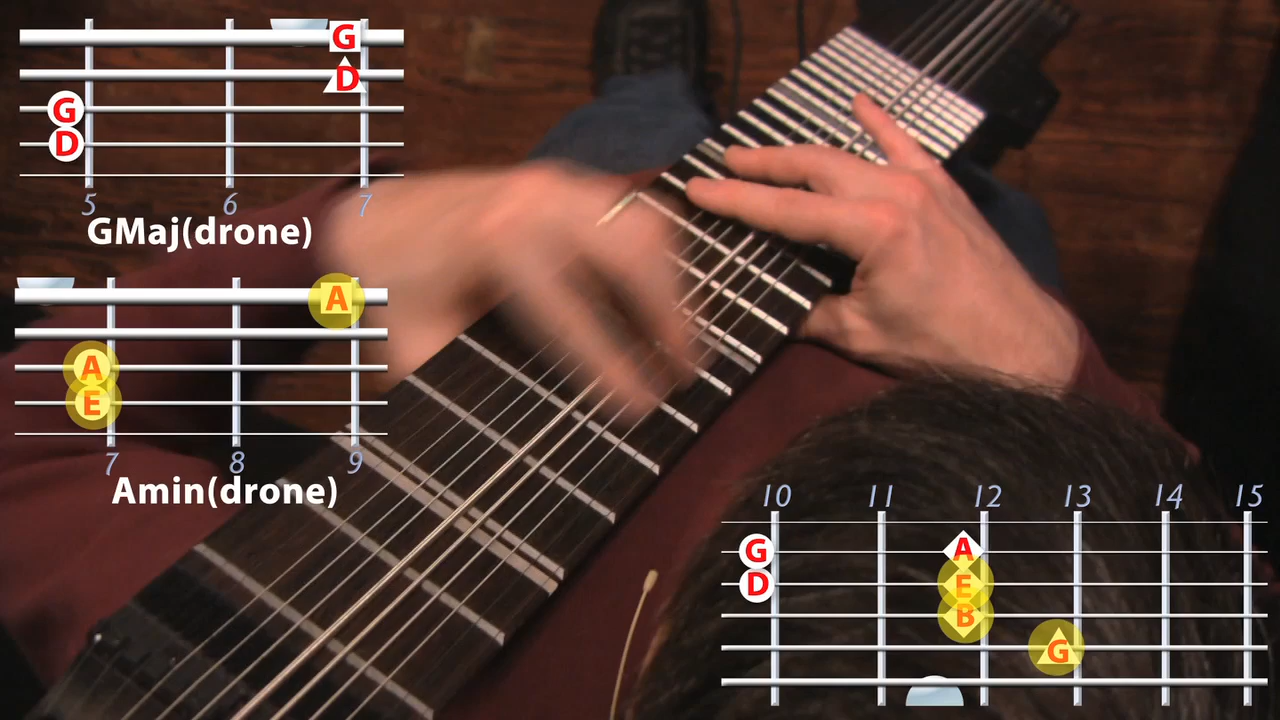 G
D
G
D
5 6 7
GMaj(drone)
A
A
E
7 8 9
Amin(drone)
10 11 12 13 14 15
G A
D E
B
G